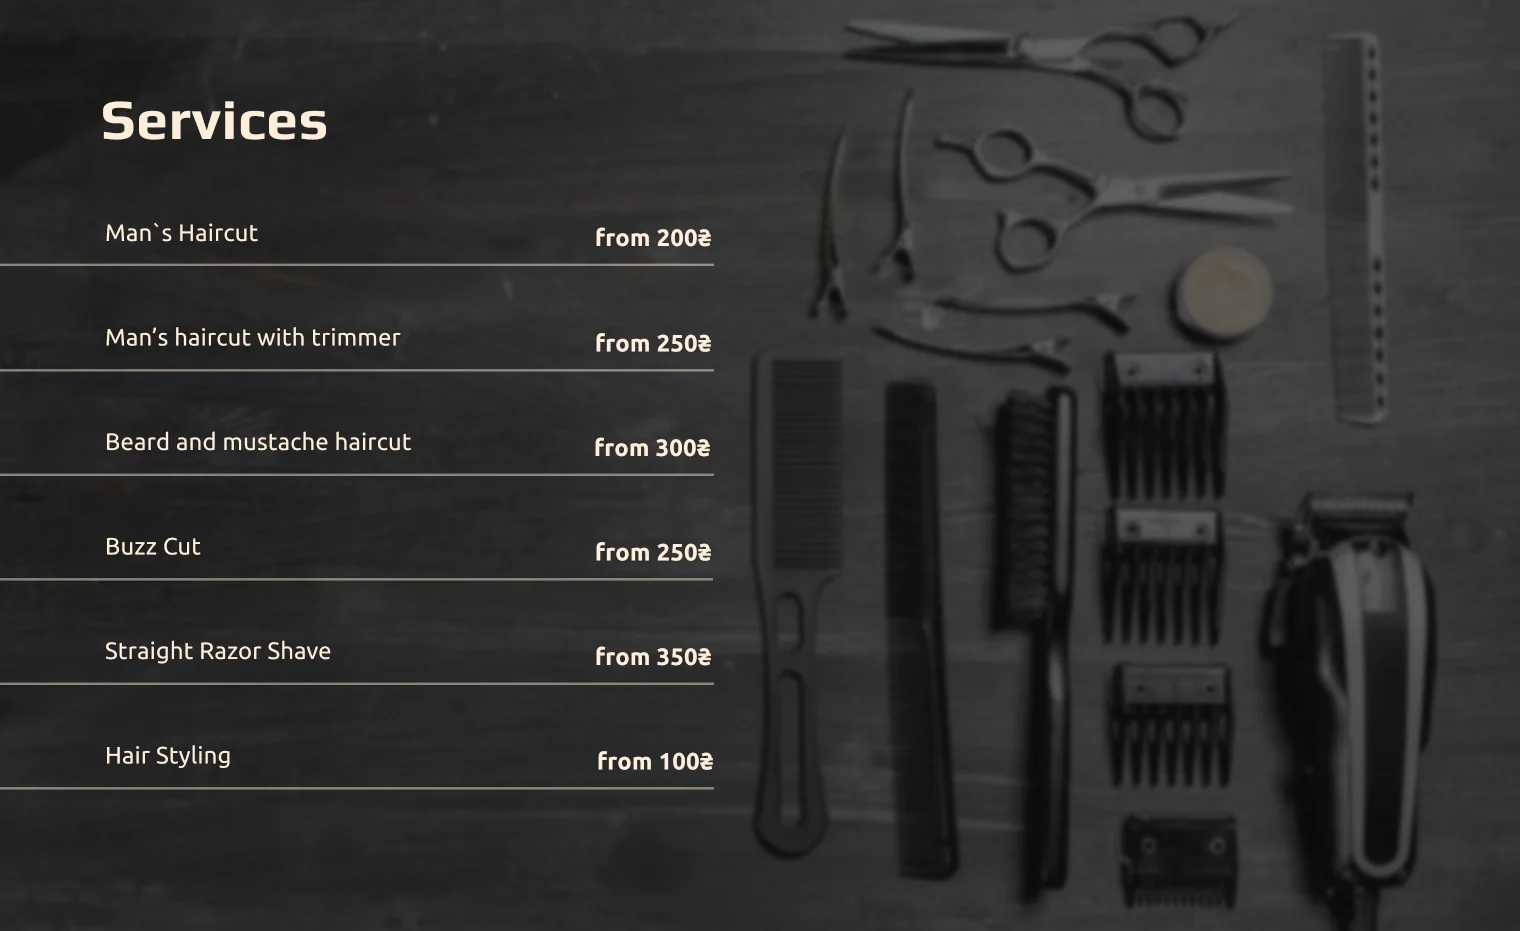 Services
Man`s Haircut from 200₴
Man’s haircut with trimmer from 250₴
Beard and mustache haircut from 300₴
Buzz Cut from 250₴
Straight Razor Shave from 350₴
Hair Styling from 100₴